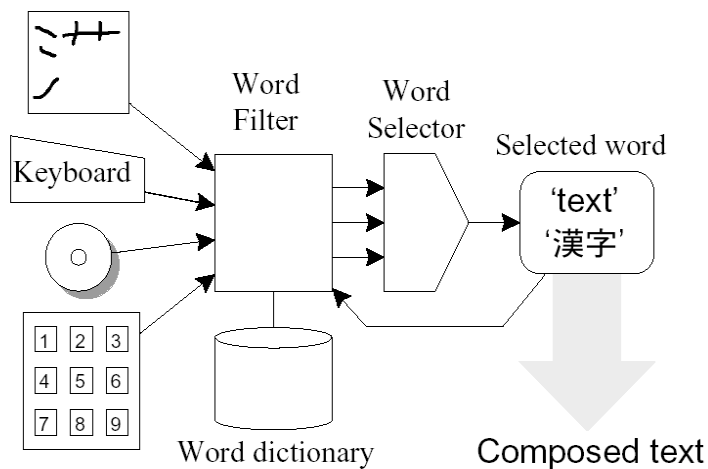 Word
Filter
Word
Selector
Selected word
Keyboard
‘text’
‘漢字’
1 2 3
4 5 6
7 8 9
Word dictionary
Composed text